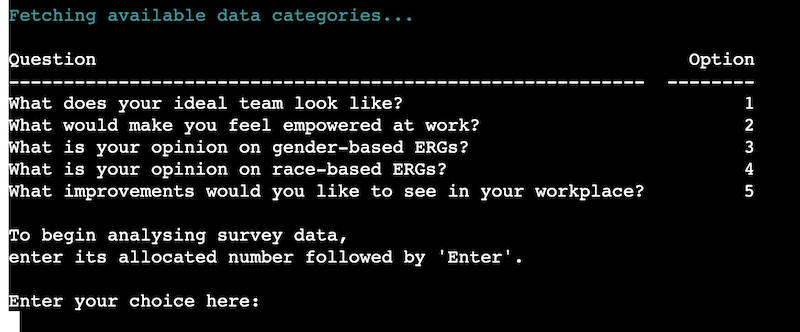 Fetching available data categories...
Question Option
---------------------------------------------------------- --------
What does your ideal team look like? 1
What would make you feel empowered at work? 2
What is your opinion on gender-based ERGs? 3
What is your opinion on race-based ERGs? 4
What improvements would you like to see in your workplace? 5
To begin analysing survey data,
enter its allocated number followed by 'Enter'.
Enter your choice here: